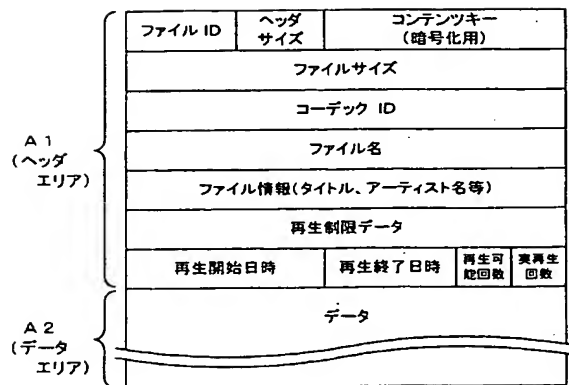 ファイル ID
ヘッダ
サイズ
コンテンツキー
(暗号化用)
ファイルサイズ
コーデック ID
ファイル名
ファイル情報(タイトル、アーティスト名等)
再生制限データ
再生開始日時
再生終了日時
再生可
能回数
実再生
回数
A1
(ヘッダ
エリア)
データ
A2
(データ
エリア)